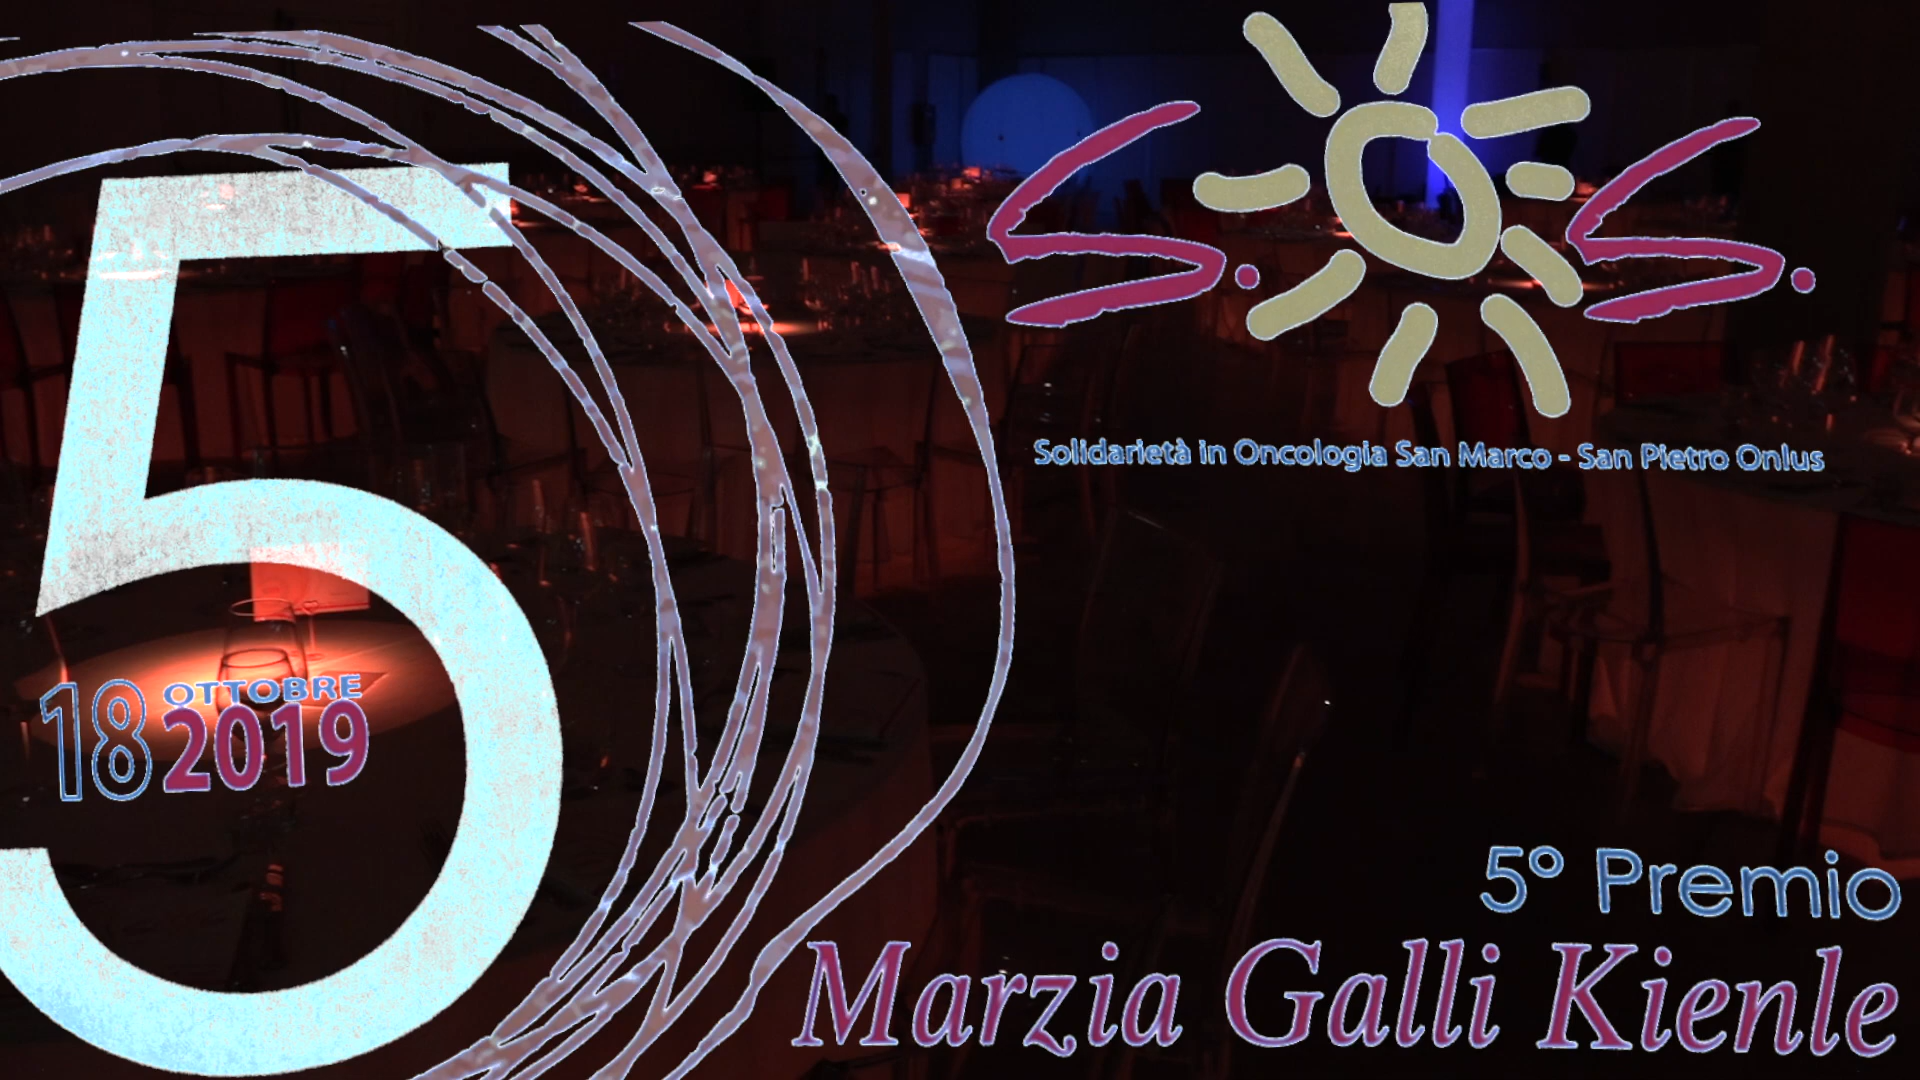 5
S.O.S.
Solidarietà in Oncologia San Marco - San Pietro Onlus
18 OTTOBRE
2019
5° Premio
Marzia Galli Kienle